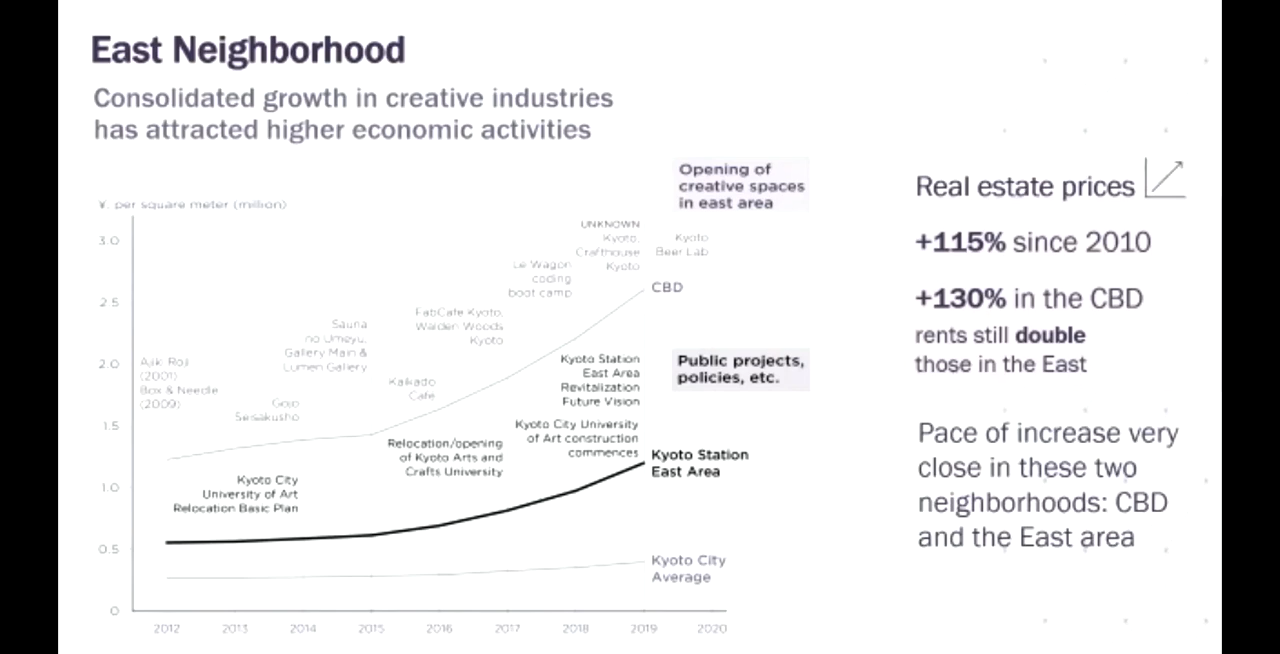 East Neighborhood
Consolidated growth in creative industries
has attracted higher economic activities
Opening of
creative spaces
in east area
¥. per square meter (million)
3.0
2.5
2.0
1.5
1.0
0.5
0
2012
2013
2014
2015
2016
2017
2018
2019
2020
Ajiki Roji
(2001)
Box & Needle
(2009)
Gojo
Seisakusho
Sauna
no Umeyu,
Gallery Main &
Lumen Gallery
Kaikado
Cafe
FabCafe Kyoto,
Walden Woods
Kyoto
Le Wagon
coding
boot camp
UNKNOWN
Kyoto,
Crafthouse
Kyoto
Kyoto
Beer Lab
CBD
Public projects,
policies, etc.
Kyoto City
University of Art
Relocation Basic Plan
Relocation/opening
of Kyoto Arts and
Crafts University
Kyoto Station
East Area
Revitalization
Future Vision
Kyoto City University
of Art construction
commences
Kyoto Station
East Area
Kyoto City
Average
Real estate prices
+115% since 2010
+130% in the CBD
rents still double
those in the East
Pace of increase very
close in these two
neighborhoods: CBD
and the East area